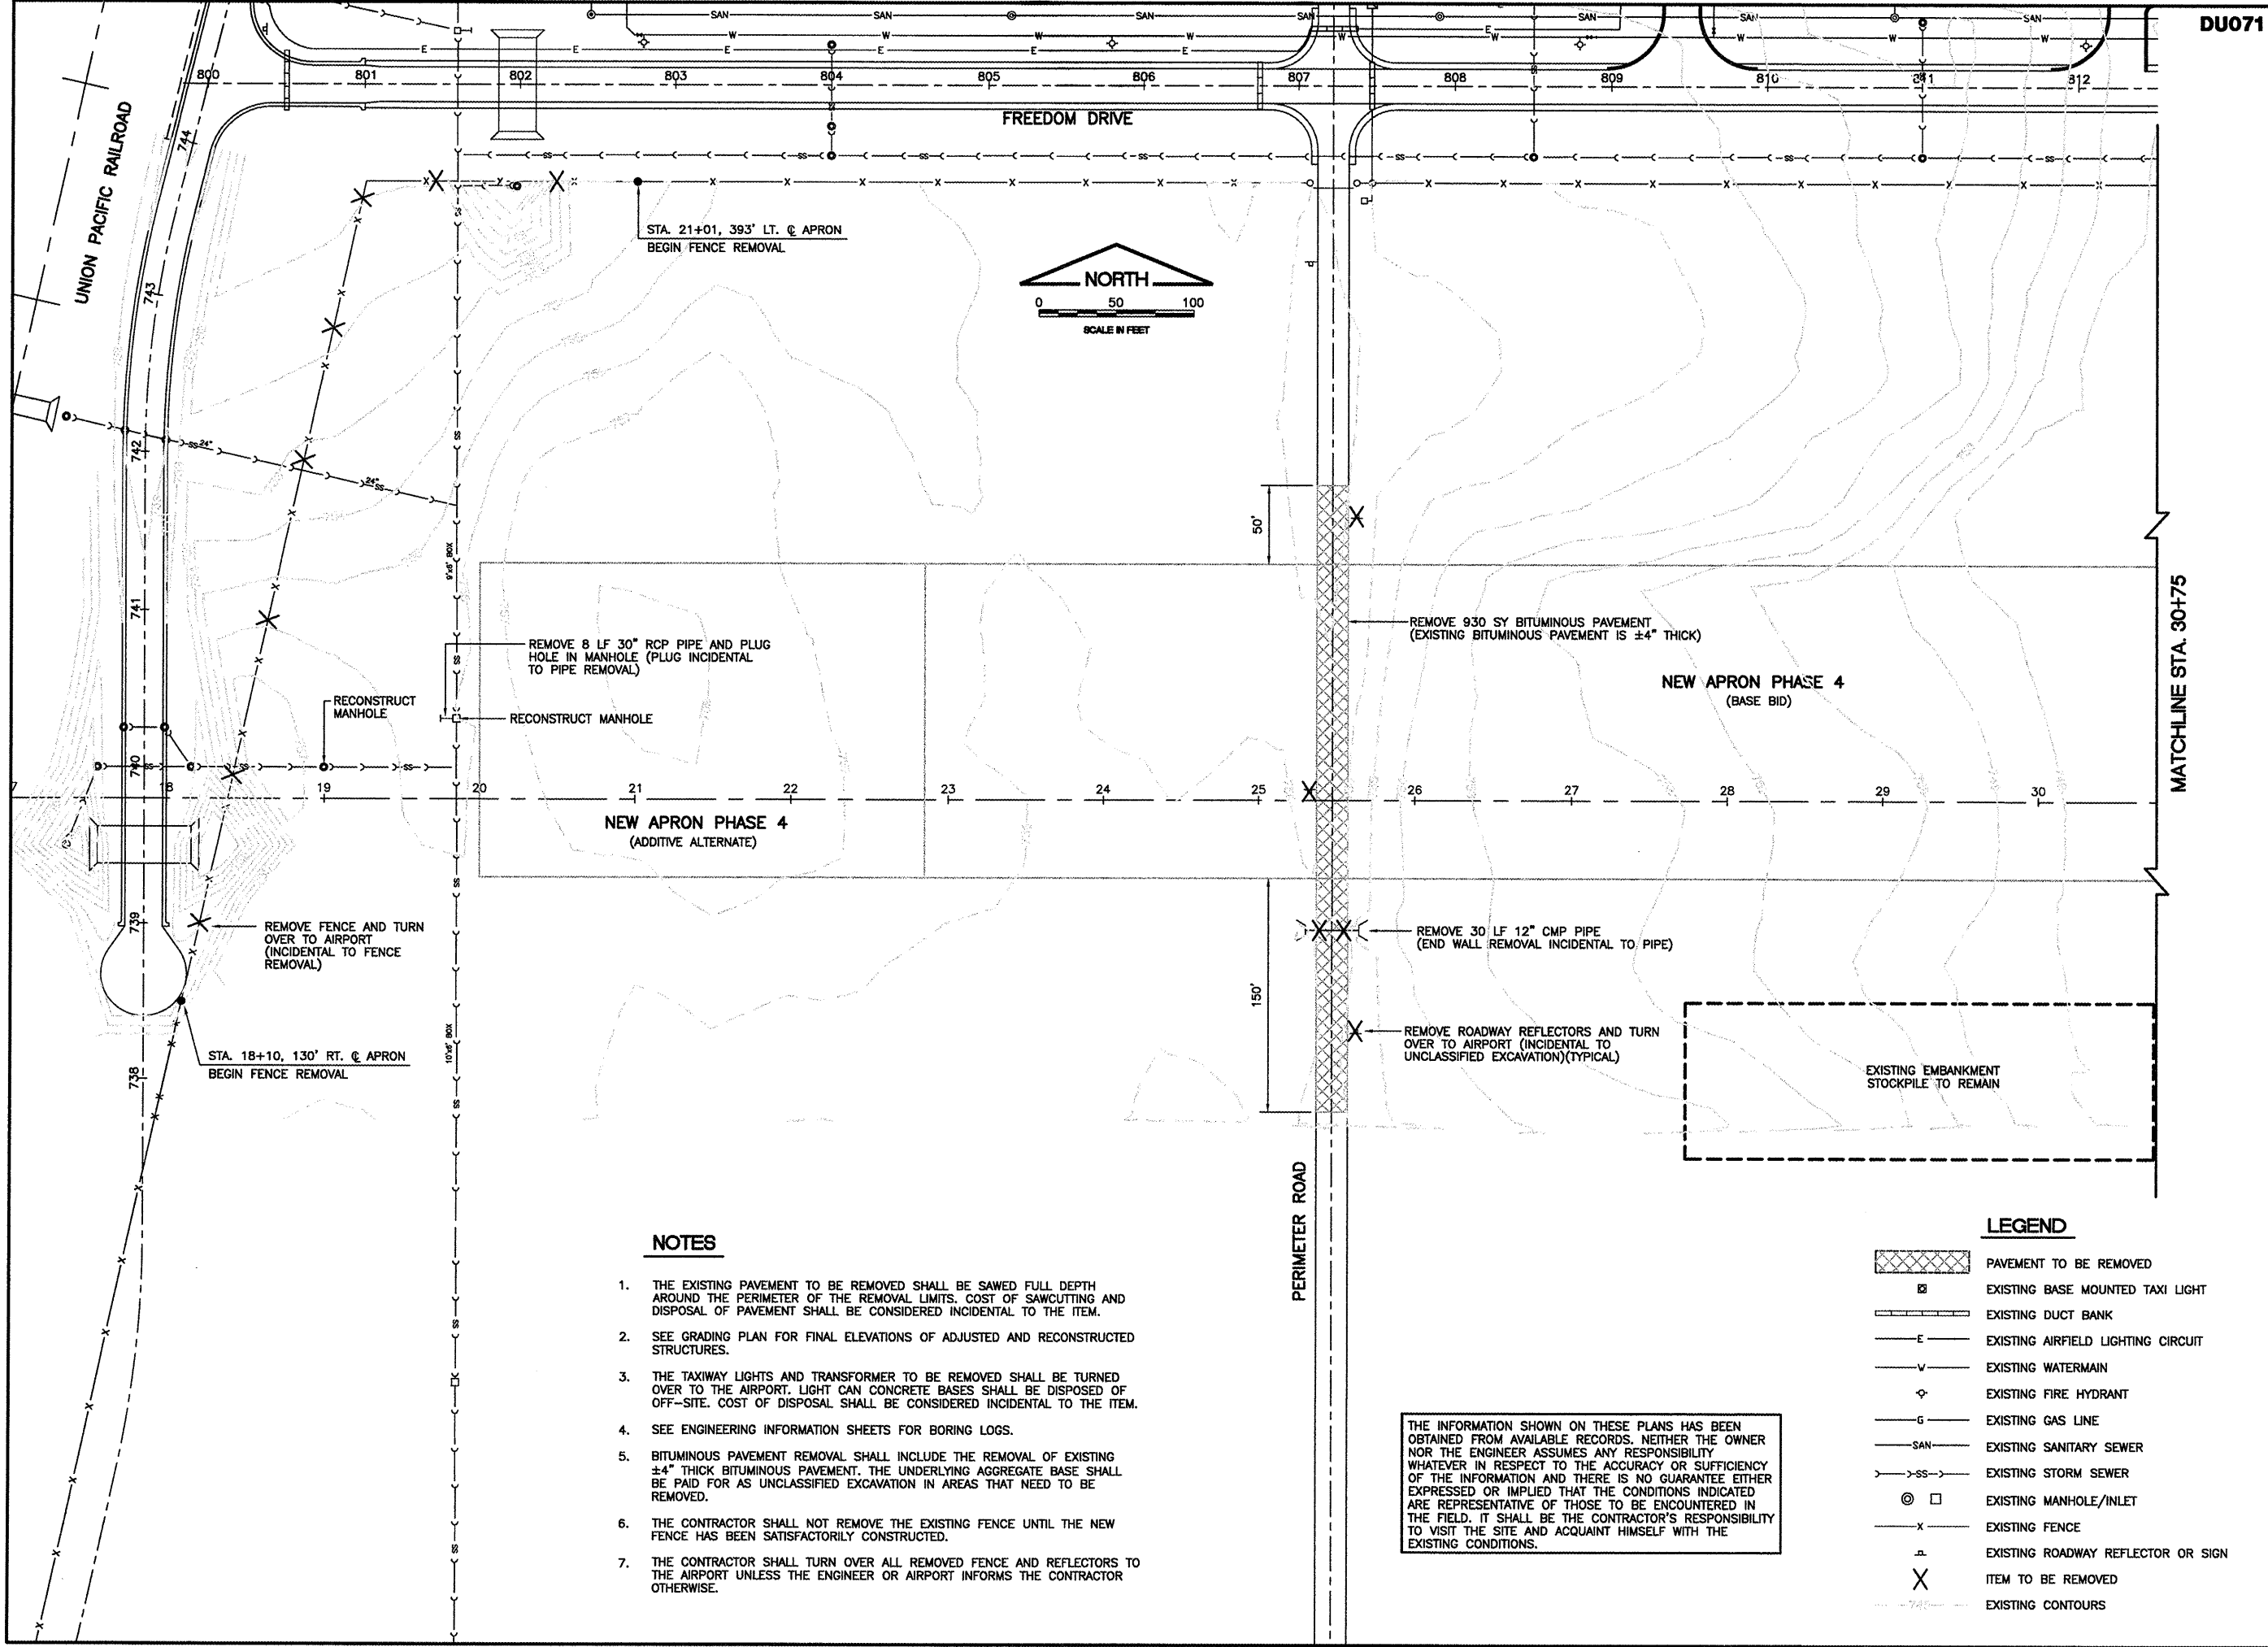 DU071
SAN SAN SAN SAN SAN SAN SAN
W W W W W W W W W
E E E E E
800 801 802 803 804 805 806 807 808 809 810 811 812
FREEDOM DRIVE
UNION PACIFIC RAILROAD
744
743
742
741
740
739
738
SS SS SS SS SS SS
STA. 21+01, 393' LT. ℄ APRON
BEGIN FENCE REMOVAL
NORTH
0 50 100
SCALE IN FEET
SS 24"
24" SS
50'
REMOVE 930 SY BITUMINOUS PAVEMENT
(EXISTING BITUMINOUS PAVEMENT IS ±4" THICK)
REMOVE 8 LF 30" RCP PIPE AND PLUG
HOLE IN MANHOLE (PLUG INCIDENTAL
TO PIPE REMOVAL)
NEW APRON PHASE 4
(BASE BID)
MATCHLINE STA. 30+75
RECONSTRUCT
MANHOLE
RECONSTRUCT MANHOLE
7 18 19 20 21 22 23 24 25 26 27 28 29 30
NEW APRON PHASE 4
(ADDITIVE ALTERNATE)
REMOVE FENCE AND TURN
OVER TO AIRPORT
(INCIDENTAL TO FENCE
REMOVAL)
REMOVE 30 LF 12" CMP PIPE
(END WALL REMOVAL INCIDENTAL TO PIPE)
150'
STA. 18+10, 130' RT. ℄ APRON
BEGIN FENCE REMOVAL
REMOVE ROADWAY REFLECTORS AND TURN
OVER TO AIRPORT (INCIDENTAL TO
UNCLASSIFIED EXCAVATION)(TYPICAL)
EXISTING EMBANKMENT
STOCKPILE TO REMAIN
PERIMETER ROAD
NOTES
1. THE EXISTING PAVEMENT TO BE REMOVED SHALL BE SAWED FULL DEPTH
AROUND THE PERIMETER OF THE REMOVAL LIMITS. COST OF SAWCUTTING AND
DISPOSAL OF PAVEMENT SHALL BE CONSIDERED INCIDENTAL TO THE ITEM.
2. SEE GRADING PLAN FOR FINAL ELEVATIONS OF ADJUSTED AND RECONSTRUCTED
STRUCTURES.
3. THE TAXIWAY LIGHTS AND TRANSFORMER TO BE REMOVED SHALL BE TURNED
OVER TO THE AIRPORT. LIGHT CAN CONCRETE BASES SHALL BE DISPOSED OF
OFF-SITE. COST OF DISPOSAL SHALL BE CONSIDERED INCIDENTAL TO THE ITEM.
4. SEE ENGINEERING INFORMATION SHEETS FOR BORING LOGS.
5. BITUMINOUS PAVEMENT REMOVAL SHALL INCLUDE THE REMOVAL OF EXISTING
±4" THICK BITUMINOUS PAVEMENT. THE UNDERLYING AGGREGATE BASE SHALL
BE PAID FOR AS UNCLASSIFIED EXCAVATION IN AREAS THAT NEED TO BE
REMOVED.
6. THE CONTRACTOR SHALL NOT REMOVE THE EXISTING FENCE UNTIL THE NEW
FENCE HAS BEEN SATISFACTORILY CONSTRUCTED.
7. THE CONTRACTOR SHALL TURN OVER ALL REMOVED FENCE AND REFLECTORS TO
THE AIRPORT UNLESS THE ENGINEER OR AIRPORT INFORMS THE CONTRACTOR
OTHERWISE.
THE INFORMATION SHOWN ON THESE PLANS HAS BEEN
OBTAINED FROM AVAILABLE RECORDS. NEITHER THE OWNER
NOR THE ENGINEER ASSUMES ANY RESPONSIBILITY
WHATEVER IN RESPECT TO THE ACCURACY OR SUFFICIENCY
OF THE INFORMATION AND THERE IS NO GUARANTEE EITHER
EXPRESSED OR IMPLIED THAT THE CONDITIONS INDICATED
ARE REPRESENTATIVE OF THOSE TO BE ENCOUNTERED IN
THE FIELD. IT SHALL BE THE CONTRACTOR'S RESPONSIBILITY
TO VISIT THE SITE AND ACQUAINT HIMSELF WITH THE
EXISTING CONDITIONS.
LEGEND
PAVEMENT TO BE REMOVED
EXISTING BASE MOUNTED TAXI LIGHT
EXISTING DUCT BANK
E EXISTING AIRFIELD LIGHTING CIRCUIT
W EXISTING WATERMAIN
EXISTING FIRE HYDRANT
G EXISTING GAS LINE
SAN EXISTING SANITARY SEWER
SS EXISTING STORM SEWER
EXISTING MANHOLE/INLET
X EXISTING FENCE
EXISTING ROADWAY REFLECTOR OR SIGN
ITEM TO BE REMOVED
EXISTING CONTOURS